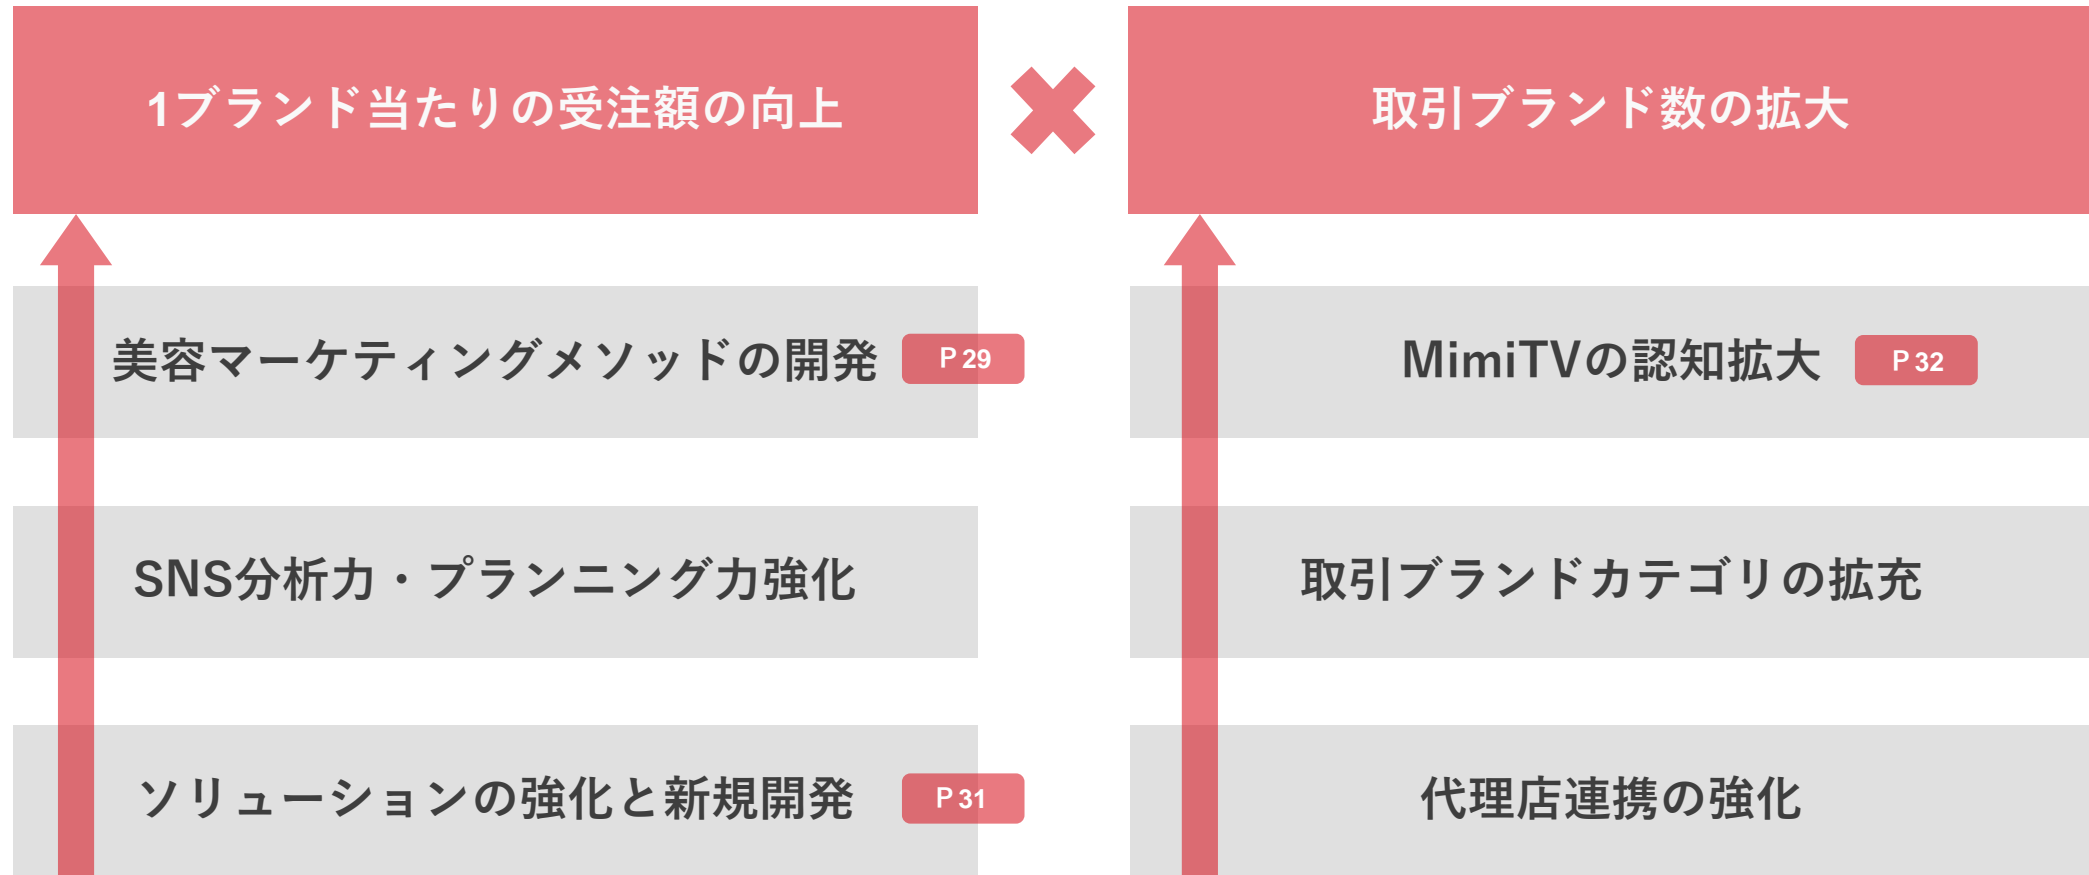 1ブランド当たりの受注額の向上
取引ブランド数の拡大
美容マーケティングメソッドの開発
P 29
MimiTVの認知拡大
P 32
SNS分析力・プランニング力強化
取引ブランドカテゴリの拡充
ソリューションの強化と新規開発
P 31
代理店連携の強化